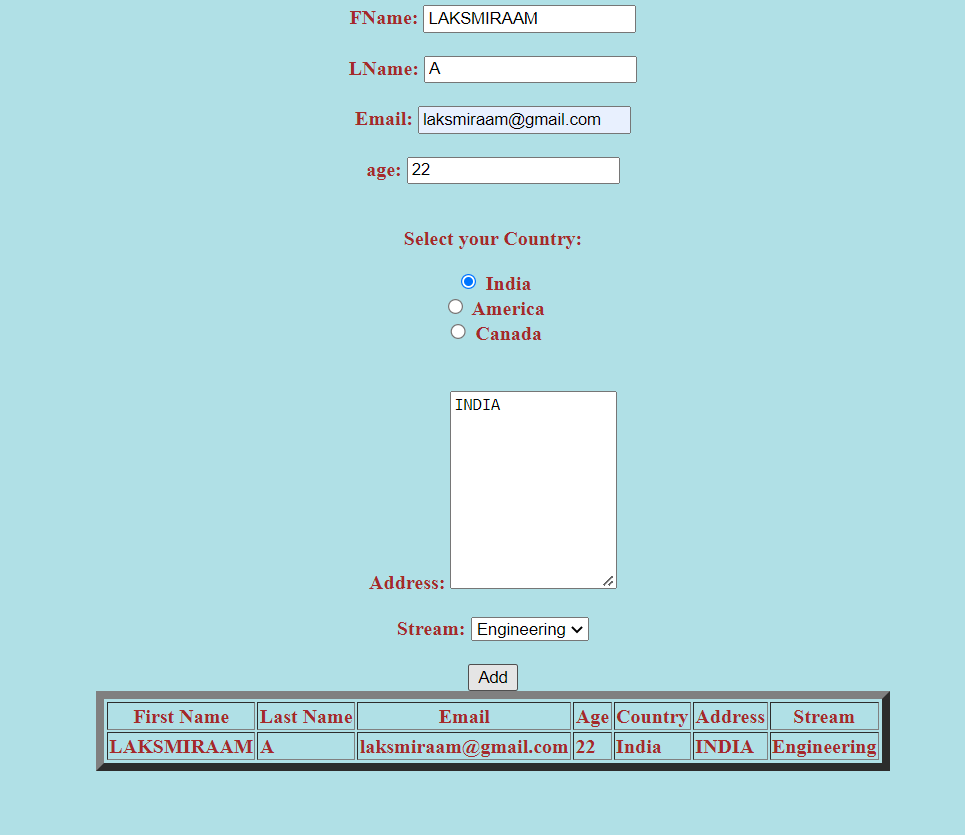 FName: LAKSMIRAAM
LName: A
Email: laksmiraam@gmail.com
age: 22
Select your Country:
India
America
Canada
INDIA
Address:
Stream: Engineering
Add
First Name Last Name Email Age Country Address Stream
LAKSMIRAAM A laksmiraam@gmail.com 22 India INDIA Engineering